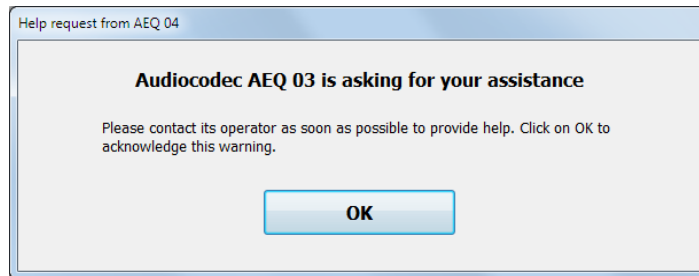 Help request from AEQ 04
Audiocodec AEQ 03 is asking for your assistance
Please contact its operator as soon as possible to provide help. Click on OK to
acknowledge this warning.
OK